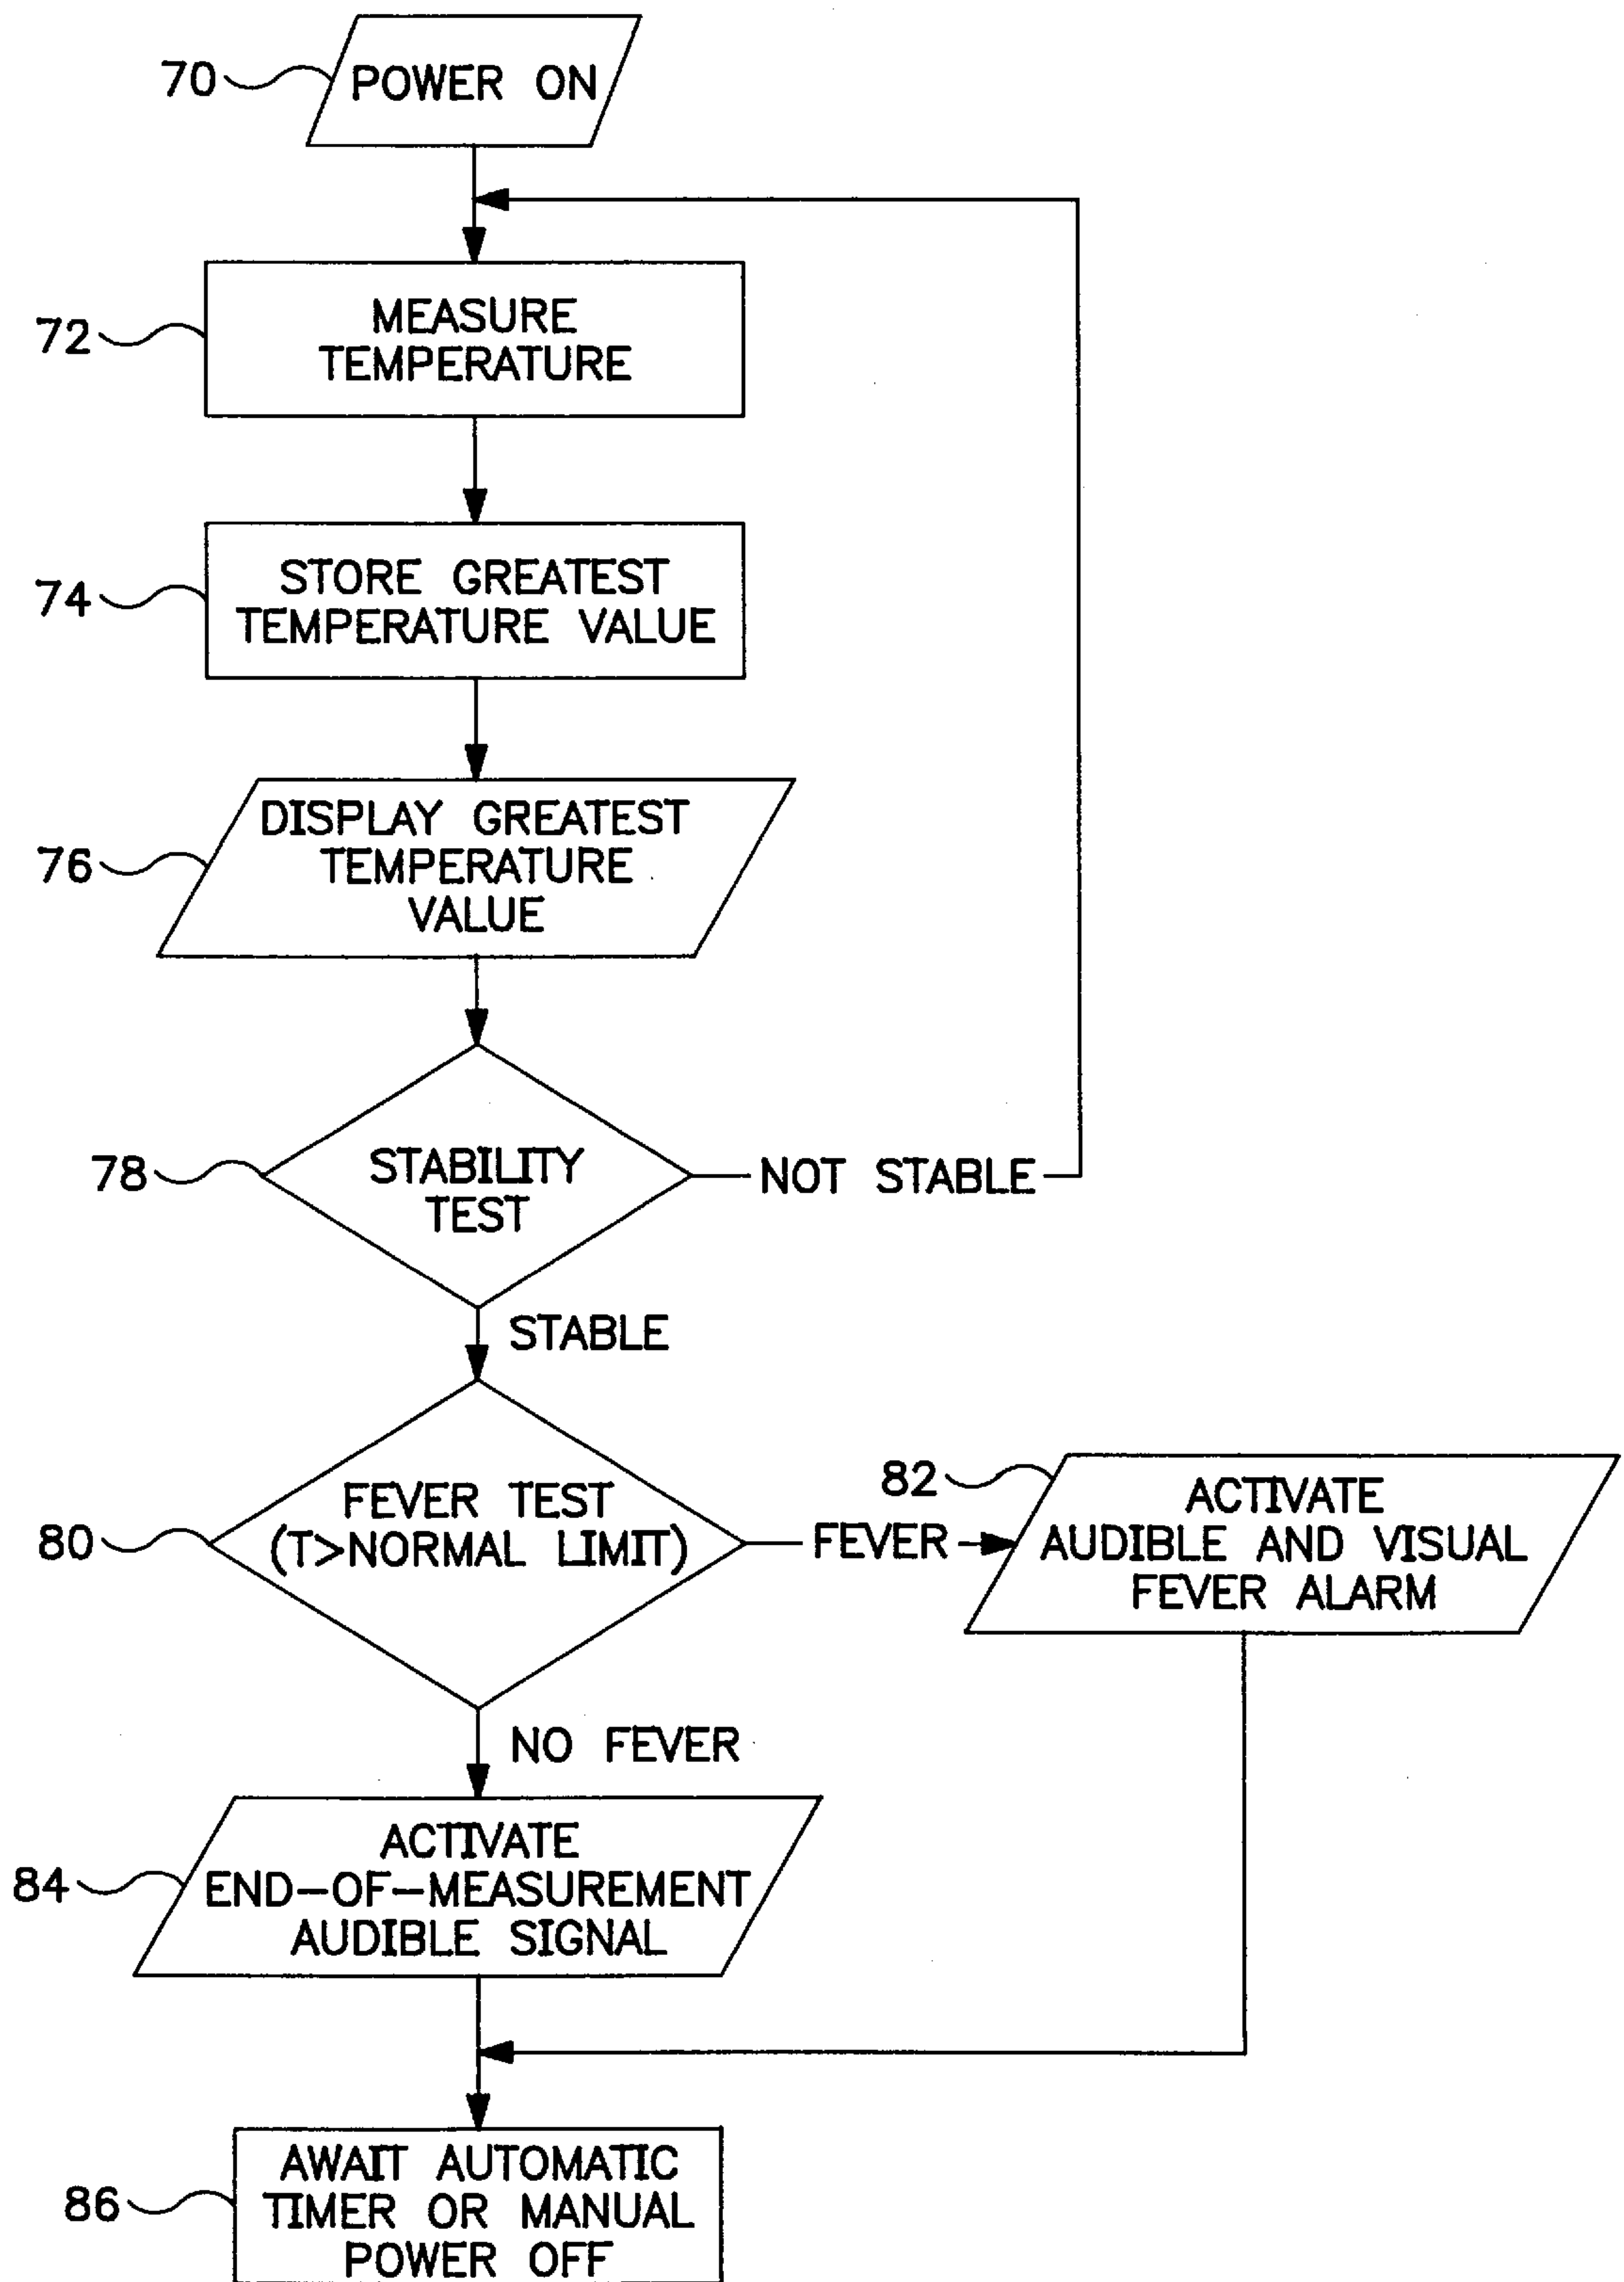 70
POWER ON
72
MEASURE
TEMPERATURE
74
STORE GREATEST
TEMPERATURE VALUE
76
DISPLAY GREATEST
TEMPERATURE
VALUE
78
STABILITY
TEST
NOT STABLE
STABLE
80
FEVER TEST
(T>NORMAL LIMIT)
FEVER
82
ACTIVATE
AUDIBLE AND VISUAL
FEVER ALARM
NO FEVER
84
ACTIVATE
END-OF-MEASUREMENT
AUDIBLE SIGNAL
86
AWAIT AUTOMATIC
TIMER OR MANUAL
POWER OFF